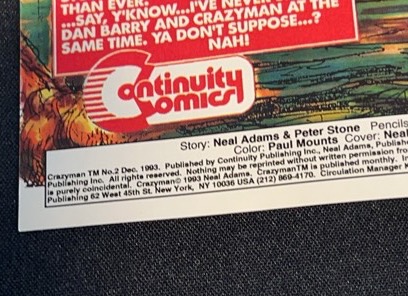 THAN EVER.
...SAY, Y'KNOW...I'VE NEVER
DAN BARRY AND CRAZYMAN AT THE
SAME TIME. YA DON'T SUPPOSE...?
NAH!
Continuity
Comics
Story: Neal Adams & Peter Stone Pencils
Color: Paul Mounts Cover: Neal
Crazyman TM No.2 Dec. 1993. Published by Continuity Publishing Inc., Neal Adams, Publisher
Publishing Inc. All rights reserved. Nothing may be reprinted without written permission from
is purely coincidental. Crazyman© 1993 Neal Adams. Crazyman™ is published monthly.
Publishing 62 West 45th St. New York, NY 10036 USA (212) 869-4170. Circulation Manager